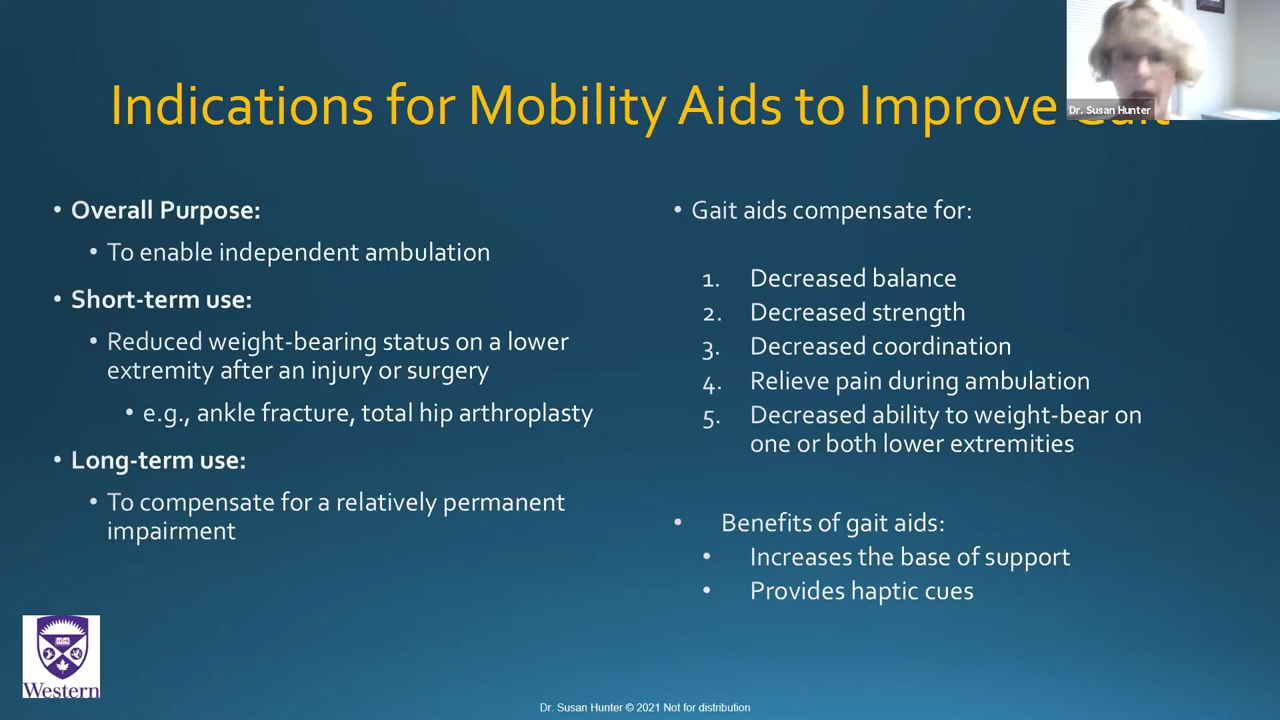 Indications for Mobility Aids to Improve Gait
Dr. Susan Hunter
• Overall Purpose:
• To enable independent ambulation
• Short-term use:
• Reduced weight-bearing status on a lower
extremity after an injury or surgery
• e.g., ankle fracture, total hip arthroplasty
• Long-term use:
• To compensate for a relatively permanent
impairment
• Gait aids compensate for:
1. Decreased balance
2. Decreased strength
3. Decreased coordination
4. Relieve pain during ambulation
5. Decreased ability to weight-bear on
one or both lower extremities
• Benefits of gait aids:
• Increases the base of support
• Provides haptic cues
Western
Dr. Susan Hunter © 2021 Not for distribution